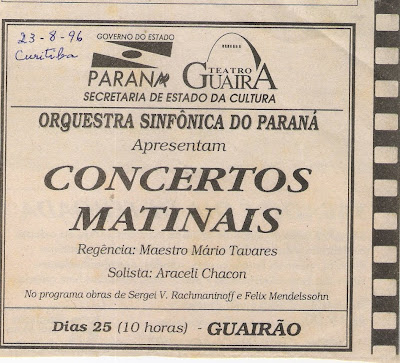 23-8-96
Curitiba
GOVERNO DO ESTADO
PARANÁ
TEATRO
GUAÍRA
SECRETARIA DE ESTADO DA CULTURA
ORQUESTRA SINFÔNICA DO PARANÁ
Apresentam
CONCERTOS
MATINAIS
Regência: Maestro Mário Tavares
Solista: Araceli Chacon
No programa obras de Sergei V. Rachmaninoff e Felix Mendelssohn
Dias 25 (10 horas) - GUAIRÃO